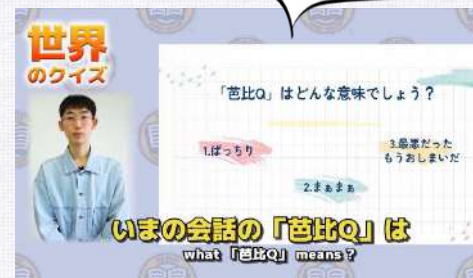 世界
のクイズ
「芭比Q」はどんな意味でしょう？
1.ばっちり
2.まぁまぁ
3.最悪だった
もうおしまいだ
いまの会話の「芭比Q」は
what 「芭比Q」 means ?